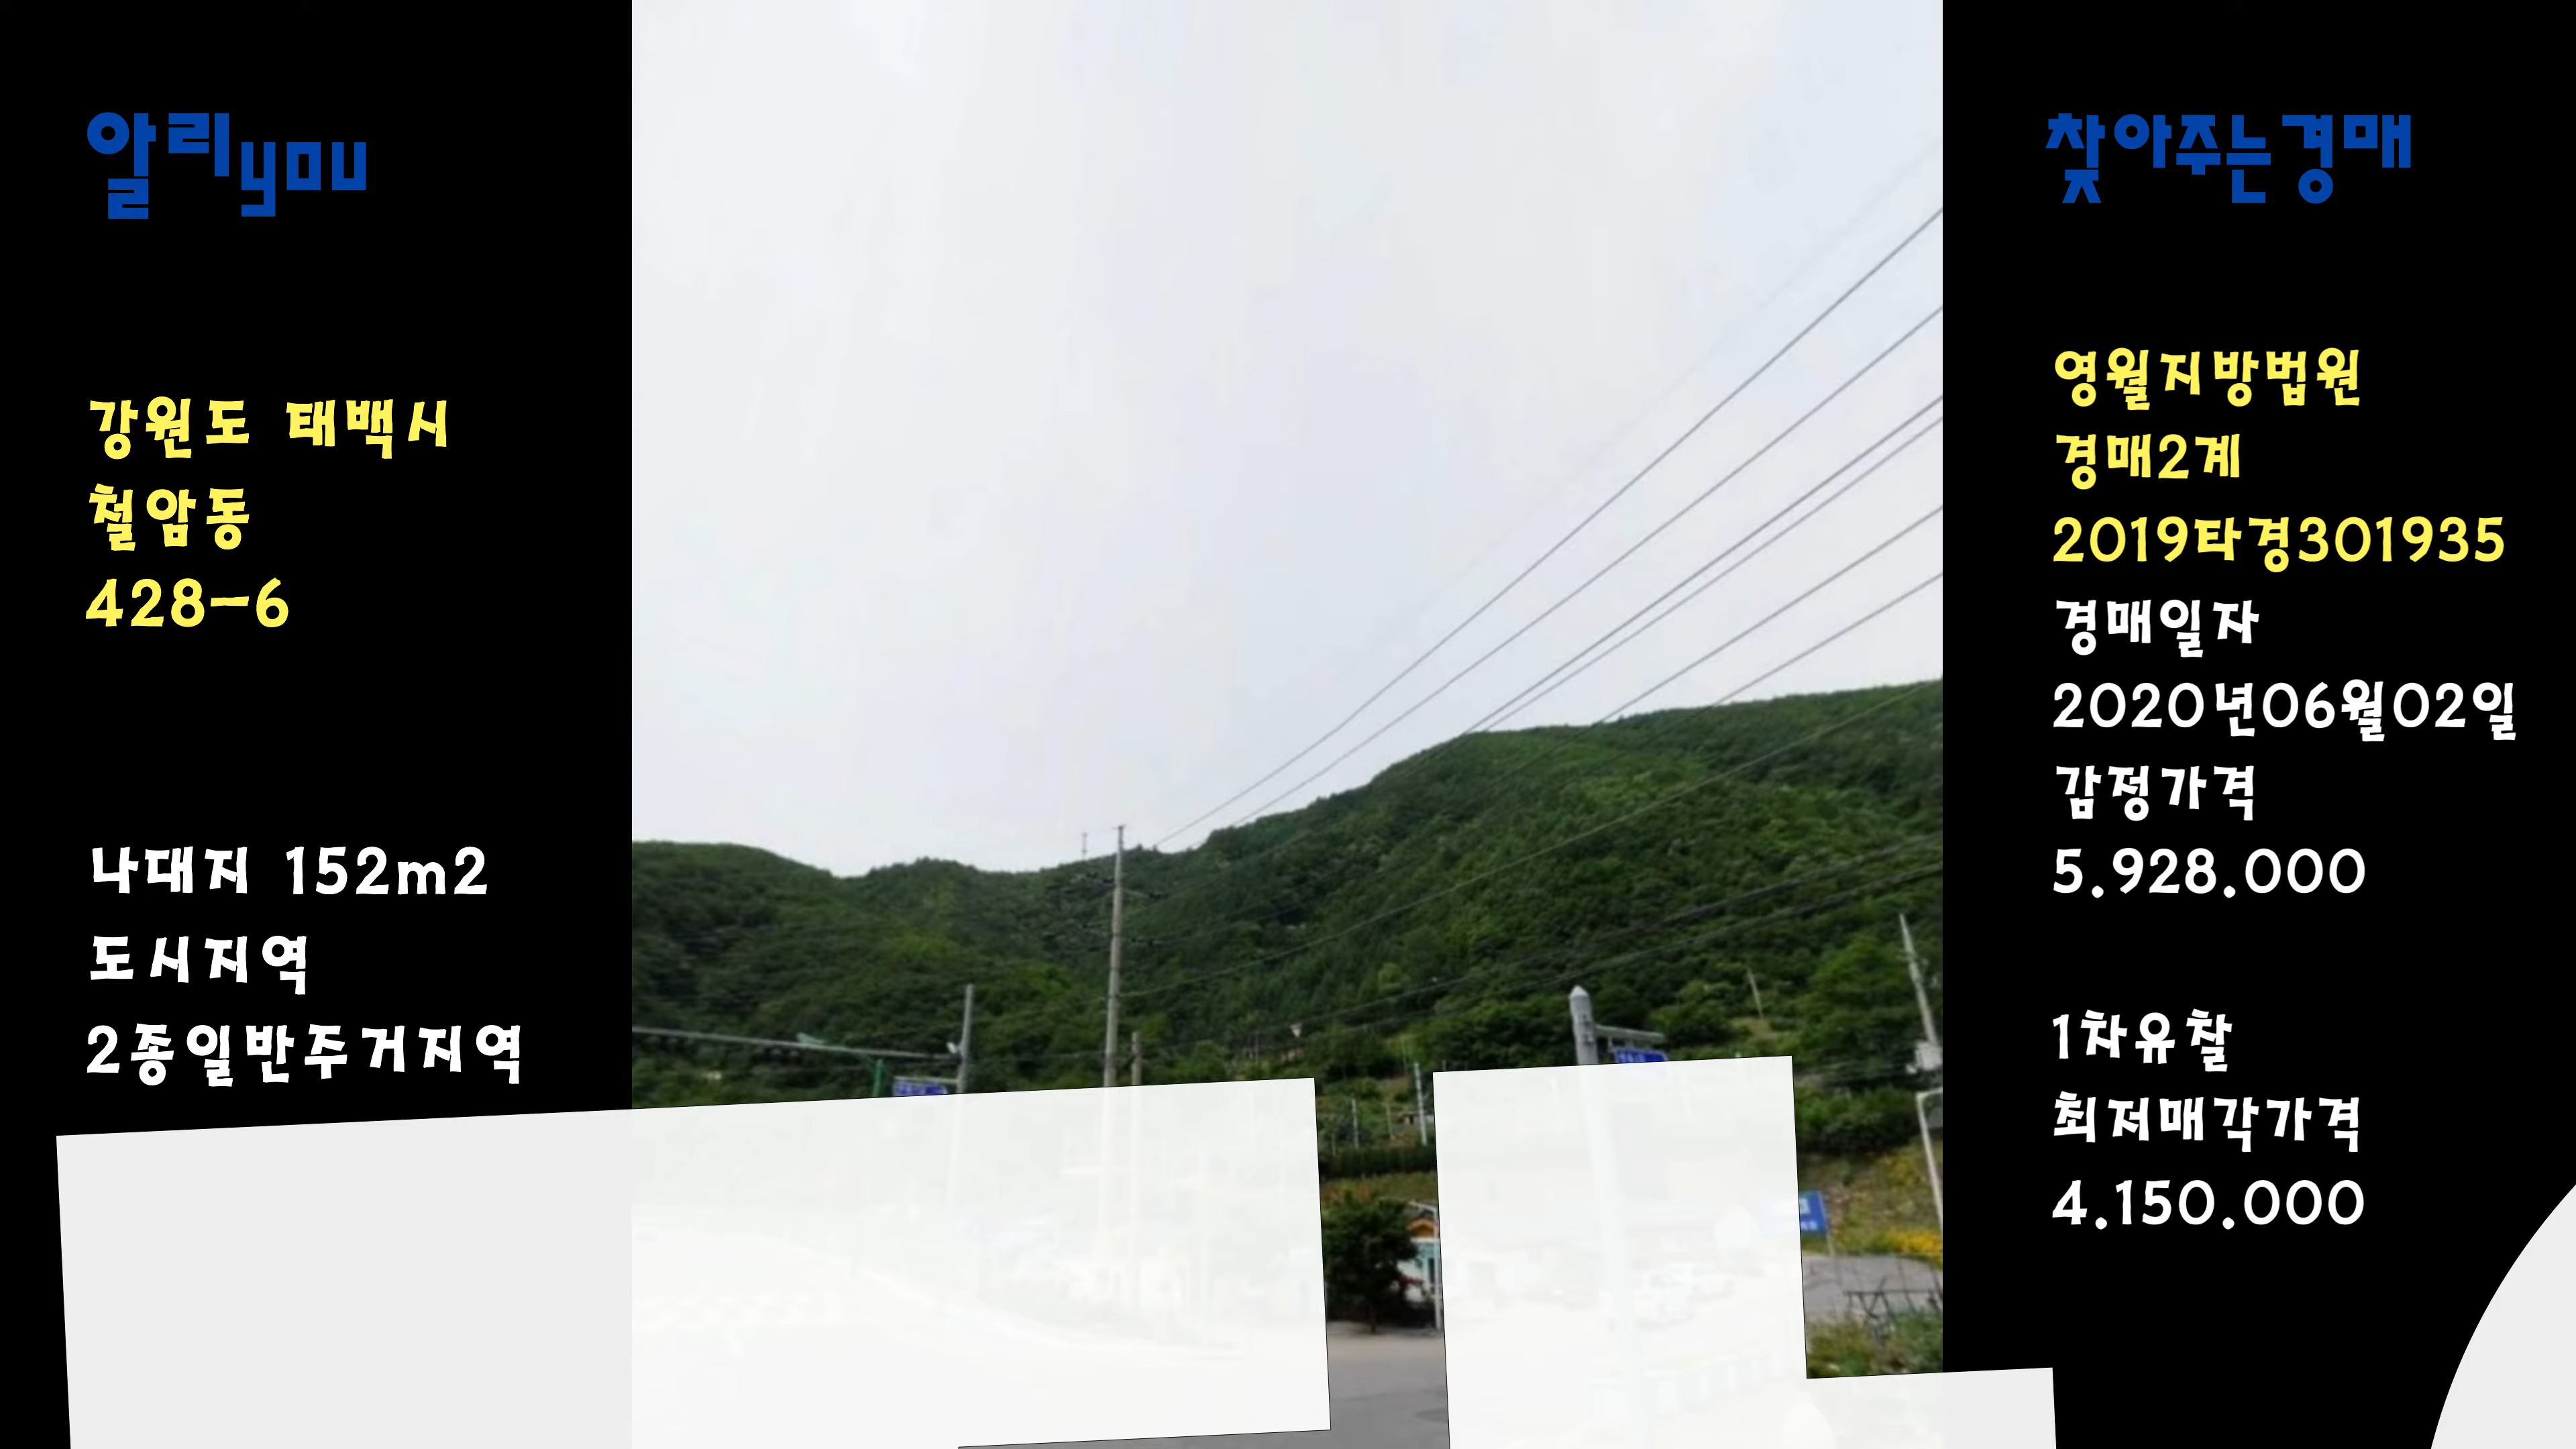 알리you
강원도 태백시
철암동
428-6
나대지 152m2
도시지역
2종일반주거지역
찾아주는경매
영월지방법원
경매2계
2019타경301935
경매일자
2020년06월02일
감정가격
5.928.000
1차유찰
최저매각가격
4.150.000